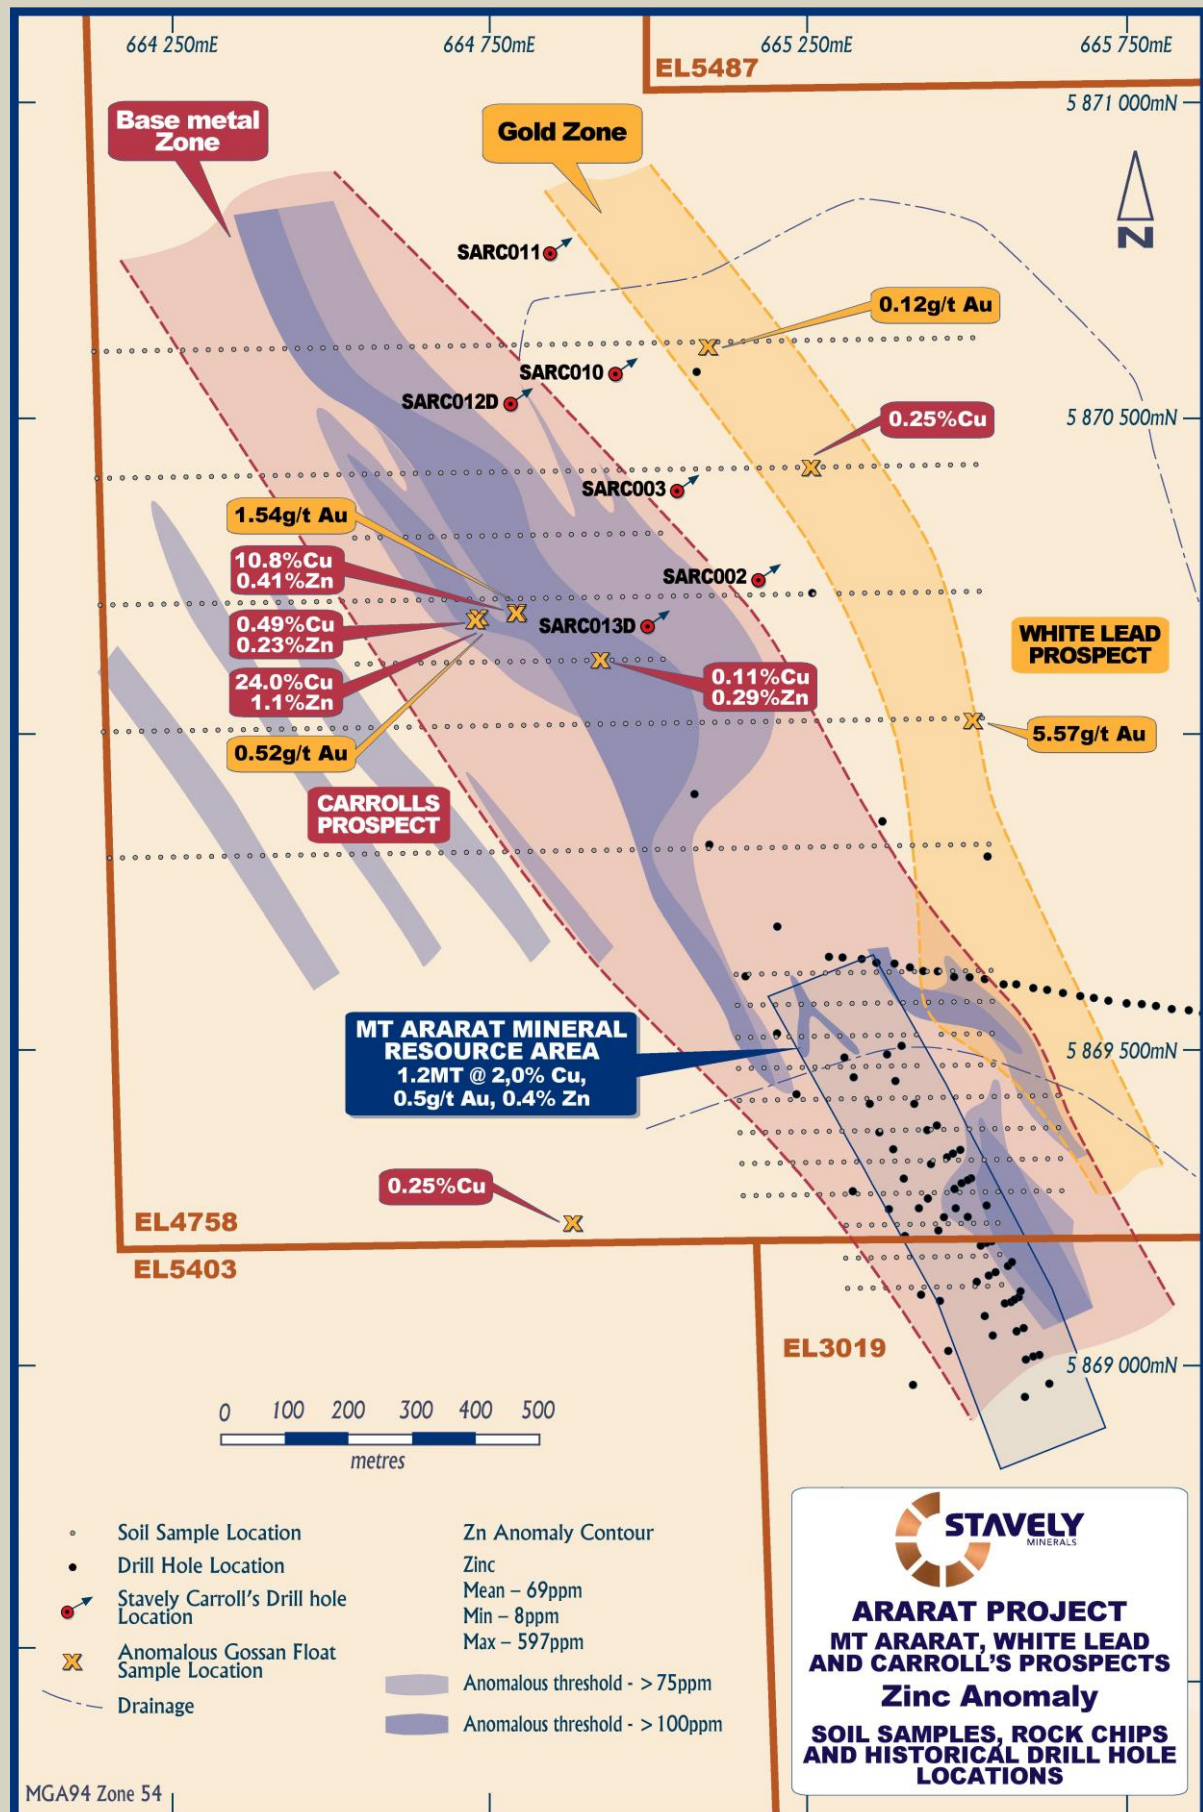 664 250mE
664 750mE
665 250mE
665 750mE
EL5487
5 871 000mN
Base metal
Zone
Gold Zone
N
SARC011
0.12g/t Au
SARC010
SARC012D
0.25%Cu
5 870 500mN
SARC003
1.54g/t Au
10.8%Cu
0.41%Zn
SARC002
0.49%Cu
0.23%Zn
SARC013D
WHITE LEAD
PROSPECT
24.0%Cu
1.1%Zn
0.11%Cu
0.29%Zn
0.52g/t Au
5.57g/t Au
CARROLLS
PROSPECT
MT ARARAT MINERAL
RESOURCE AREA
1.2MT @ 2,0% Cu,
0.5g/t Au, 0.4% Zn
5 869 500mN
0.25%Cu
EL4758
EL5403
EL3019
5 869 000mN
0 100 200 300 400 500
metres
Soil Sample Location
Drill Hole Location
Stavely Carroll's Drill hole
Location
Anomalous Gossan Float
Sample Location
Drainage
Zn Anomaly Contour
Zinc
Mean – 69ppm
Min – 8ppm
Max – 597ppm
Anomalous threshold - >75ppm
Anomalous threshold - >100ppm
STAVELY
MINERALS
ARARAT PROJECT
MT ARARAT, WHITE LEAD
AND CARROLL'S PROSPECTS
Zinc Anomaly
SOIL SAMPLES, ROCK CHIPS
AND HISTORICAL DRILL HOLE
LOCATIONS
MGA94 Zone 54